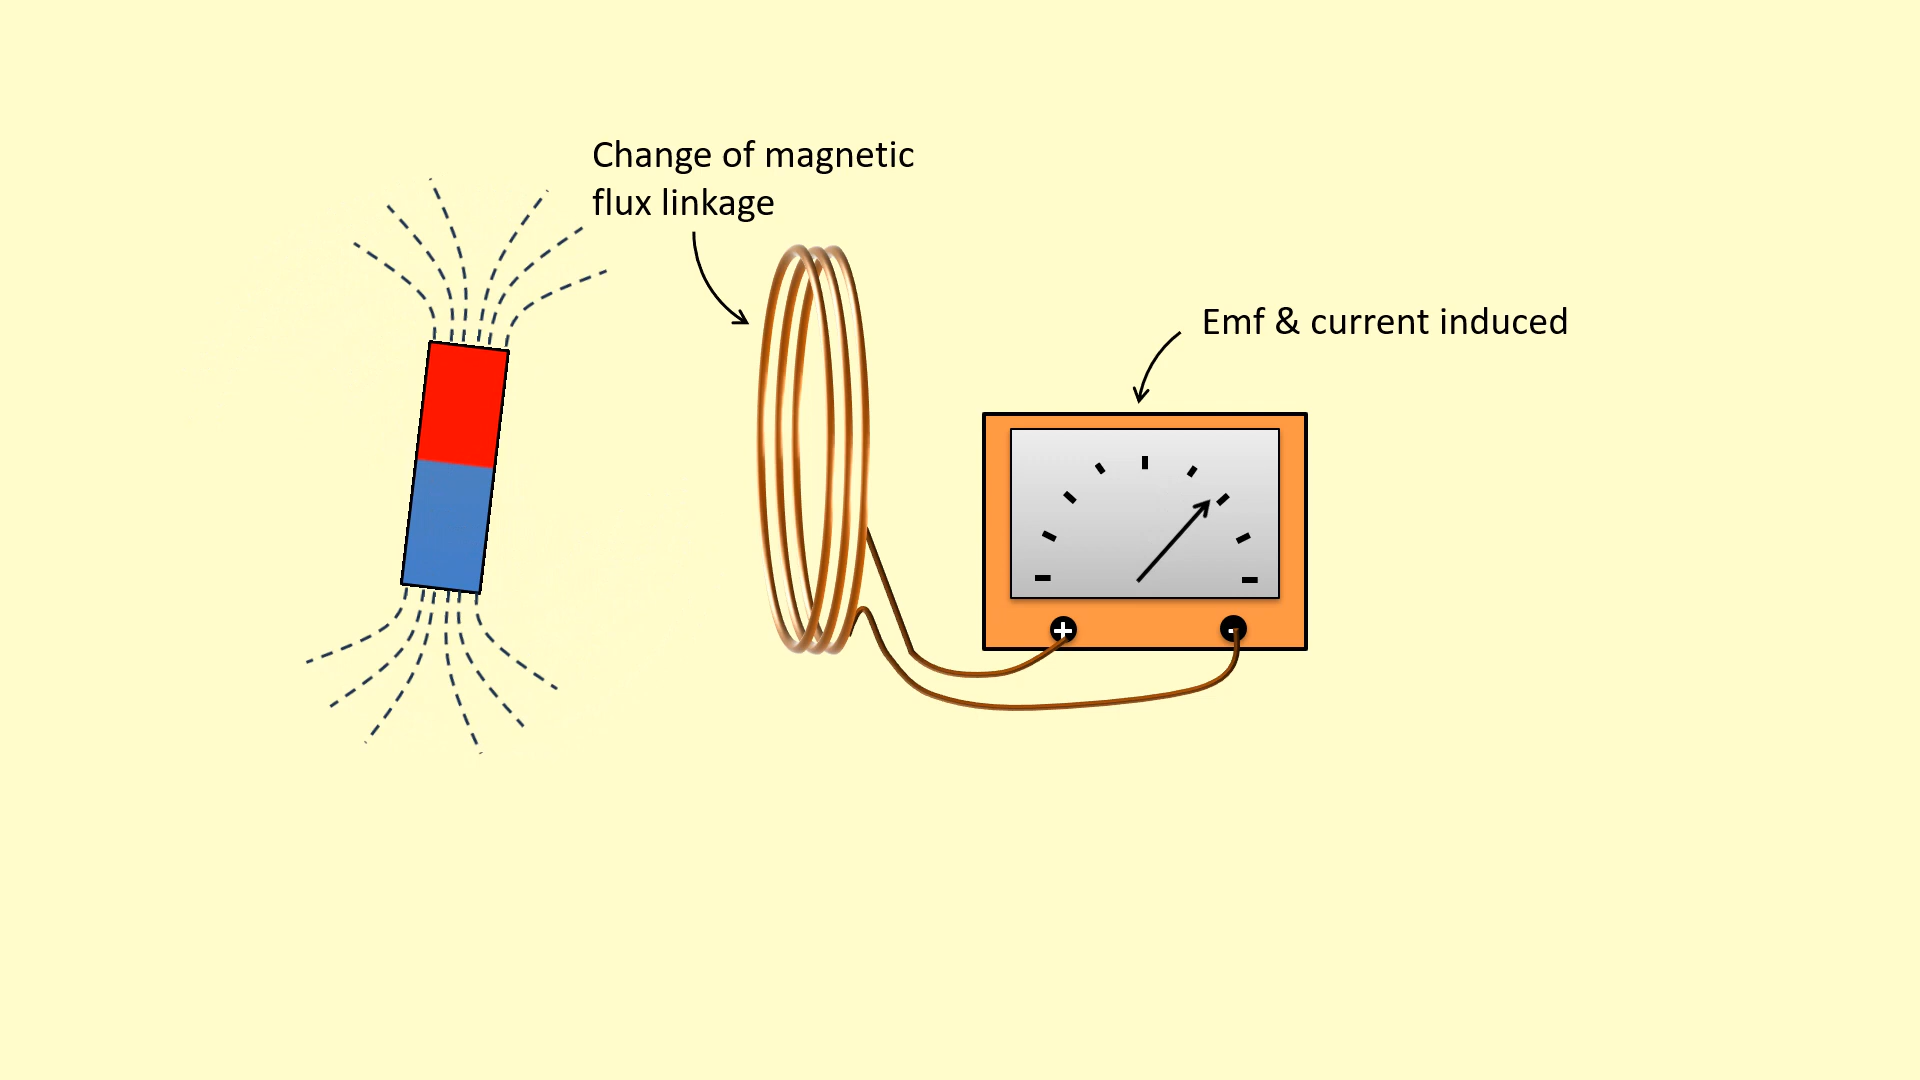 Change of magnetic
flux linkage
Emf & current induced
+
-